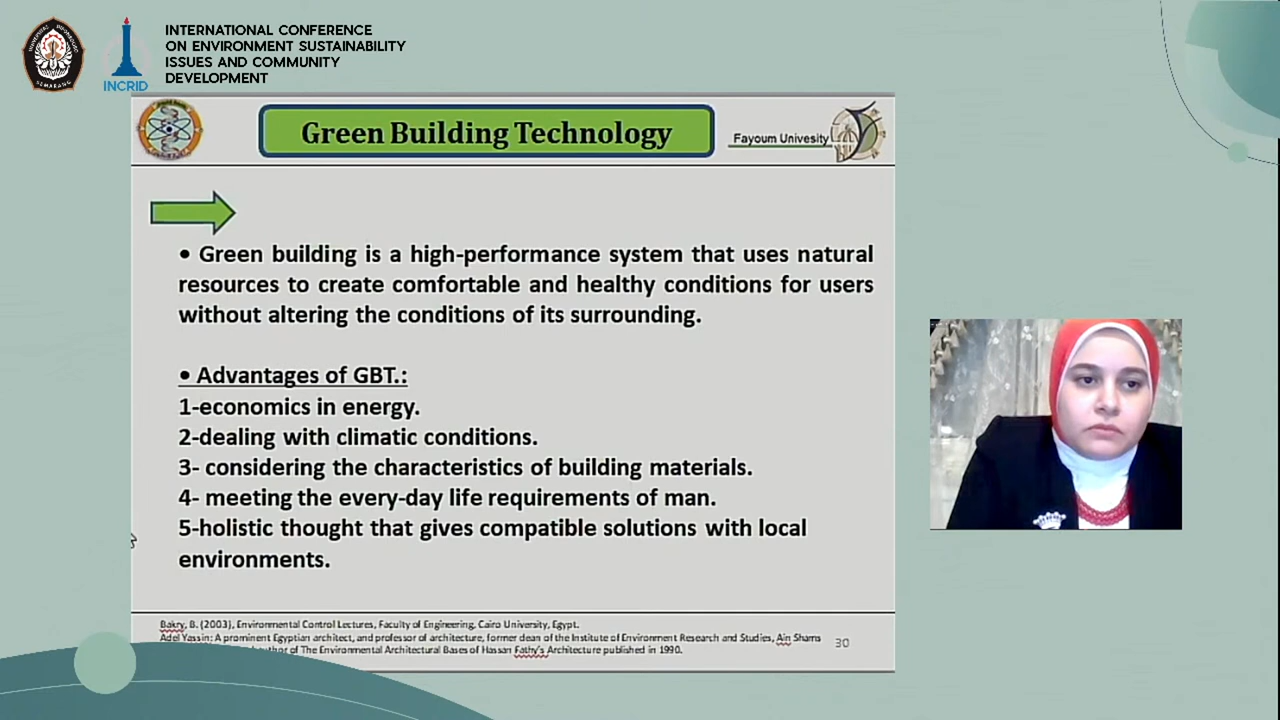 INTERNATIONAL CONFERENCE
ON ENVIRONMENT SUSTAINABILITY
ISSUES AND COMMUNITY
DEVELOPMENT
INCRID
SEMARANG
Green Building Technology
Fayoum Univesity
• Green building is a high-performance system that uses natural
resources to create comfortable and healthy conditions for users
without altering the conditions of its surrounding.
• Advantages of GBT.:
1-economics in energy.
2-dealing with climatic conditions.
3- considering the characteristics of building materials.
4- meeting the every-day life requirements of man.
5-holistic thought that gives compatible solutions with local
environments.
Bakry, B. (2003), Environmental Control Lectures, Faculty of Engineering, Cairo University, Egypt.
Adel Yassin: A prominent Egyptian architect, and professor of architecture, former dean of the Institute of Environment Research and Studies, Ain Shams
of The Environmental Architectural Bases of Hassan Fathy's Architecture published in 1990.
30